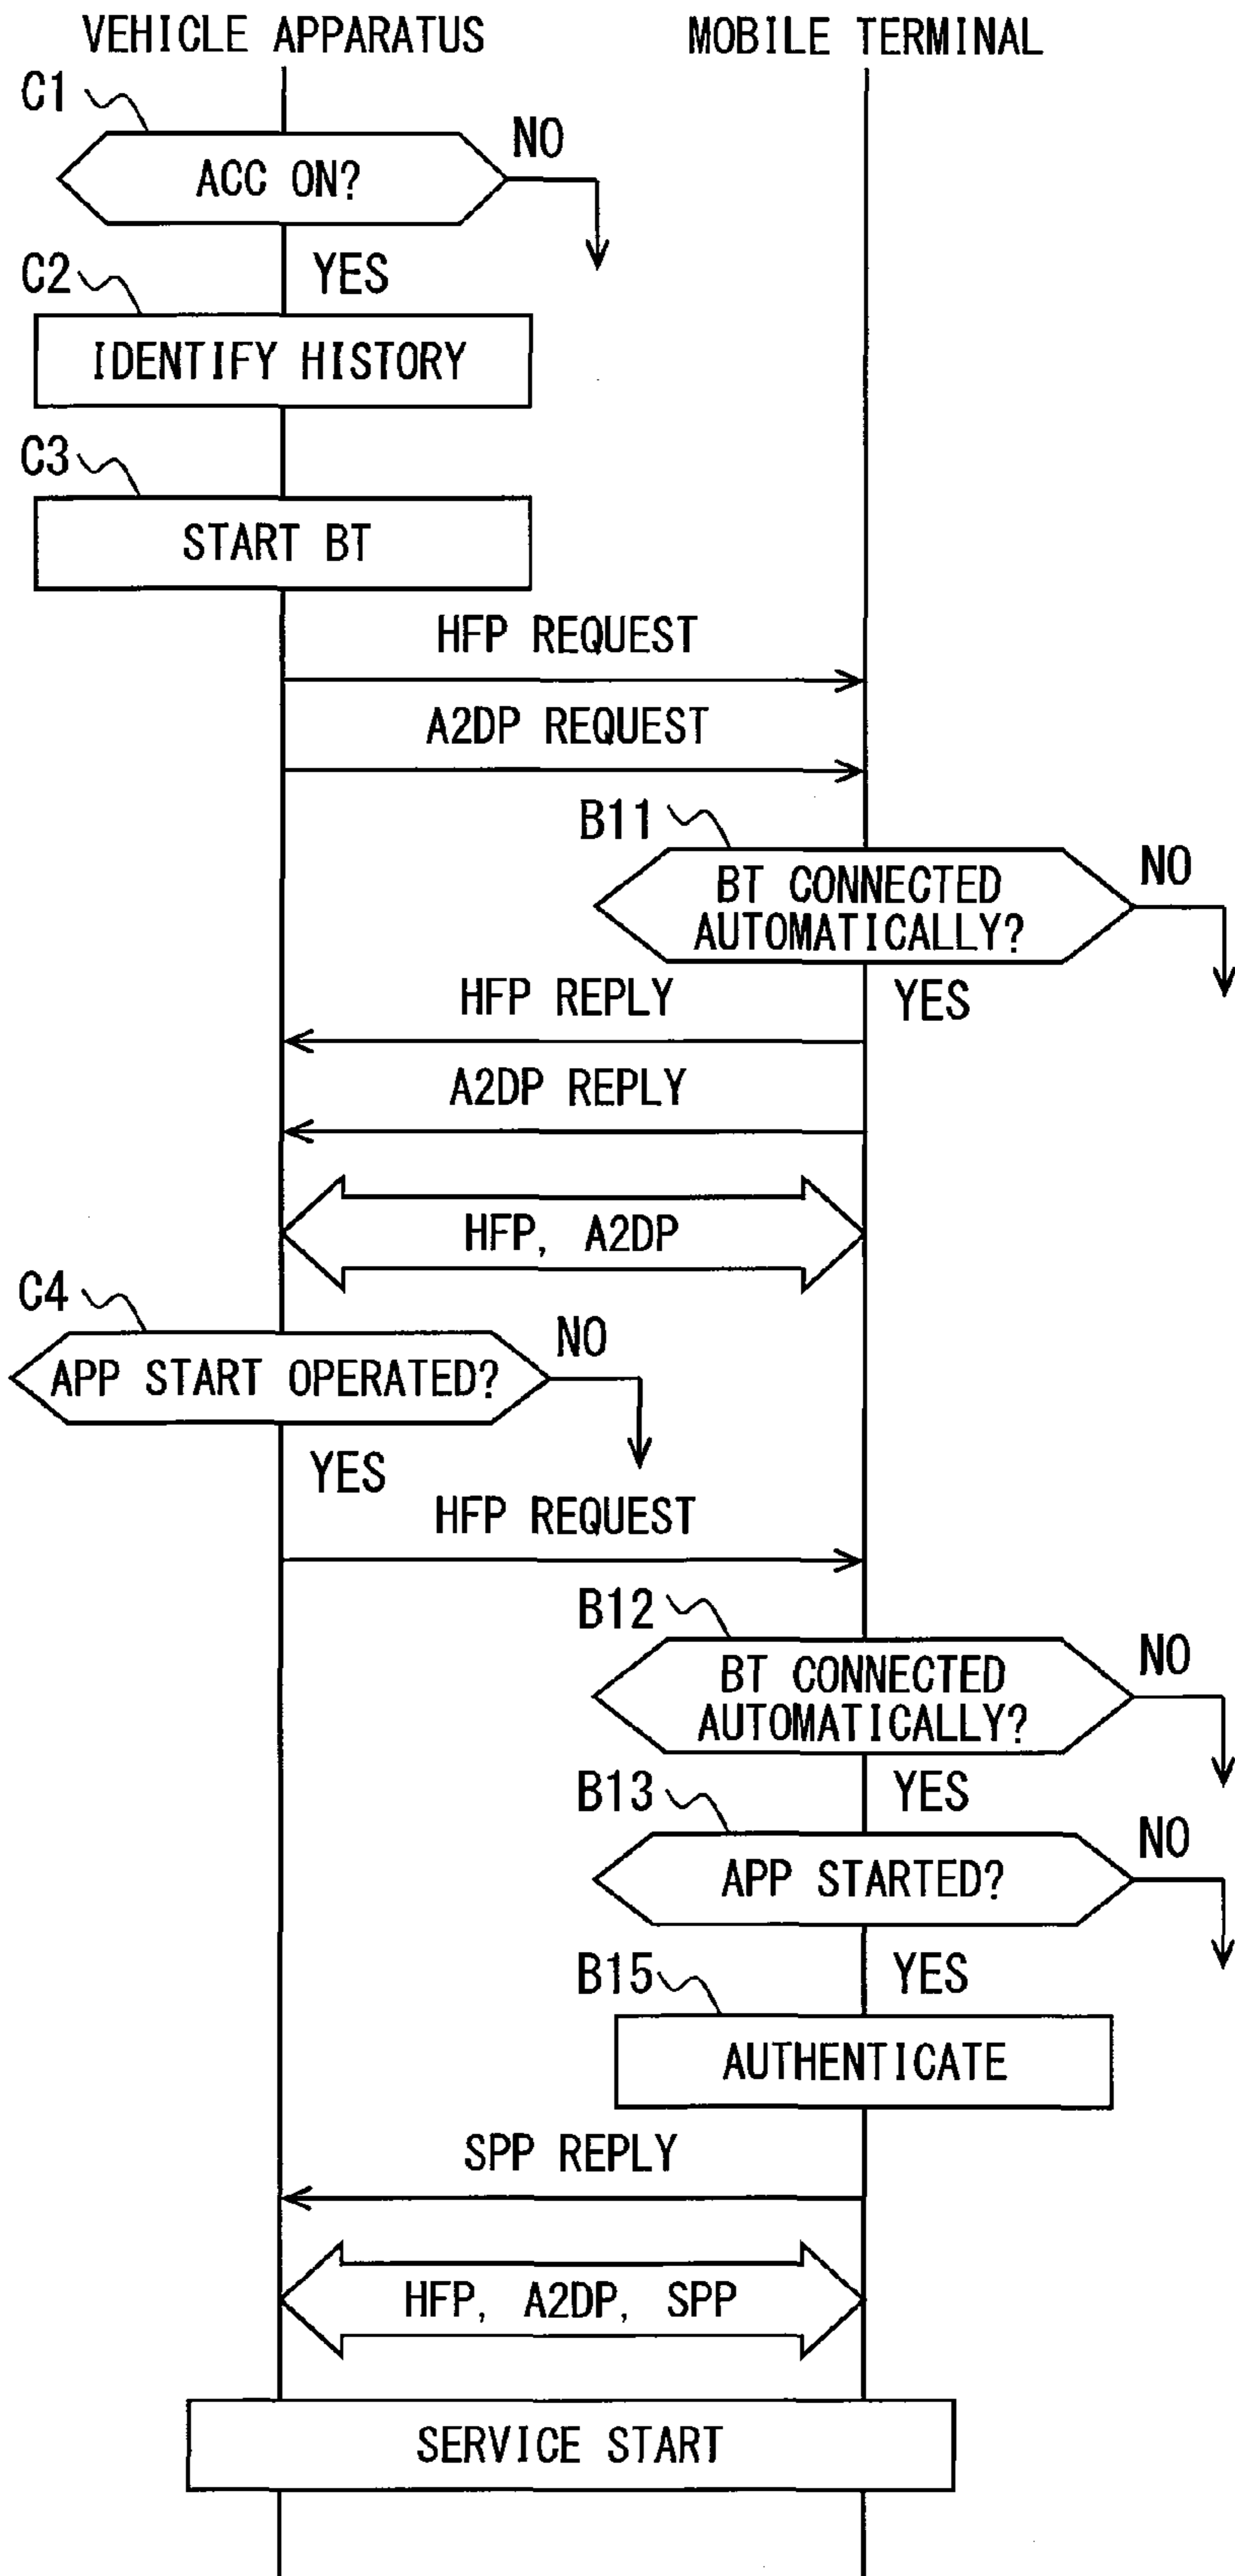 VEHICLE APPARATUS
MOBILE TERMINAL
C1
NO
ACC ON?
YES
C2
IDENTIFY HISTORY
C3
START BT
HFP REQUEST
A2DP REQUEST
B11
NO
BT CONNECTED
AUTOMATICALLY?
YES
HFP REPLY
A2DP REPLY
HFP, A2DP
C4
NO
APP START OPERATED?
YES
HFP REQUEST
B12
NO
BT CONNECTED
AUTOMATICALLY?
YES
B13
NO
APP STARTED?
YES
B15
AUTHENTICATE
SPP REPLY
HFP, A2DP, SPP
SERVICE START